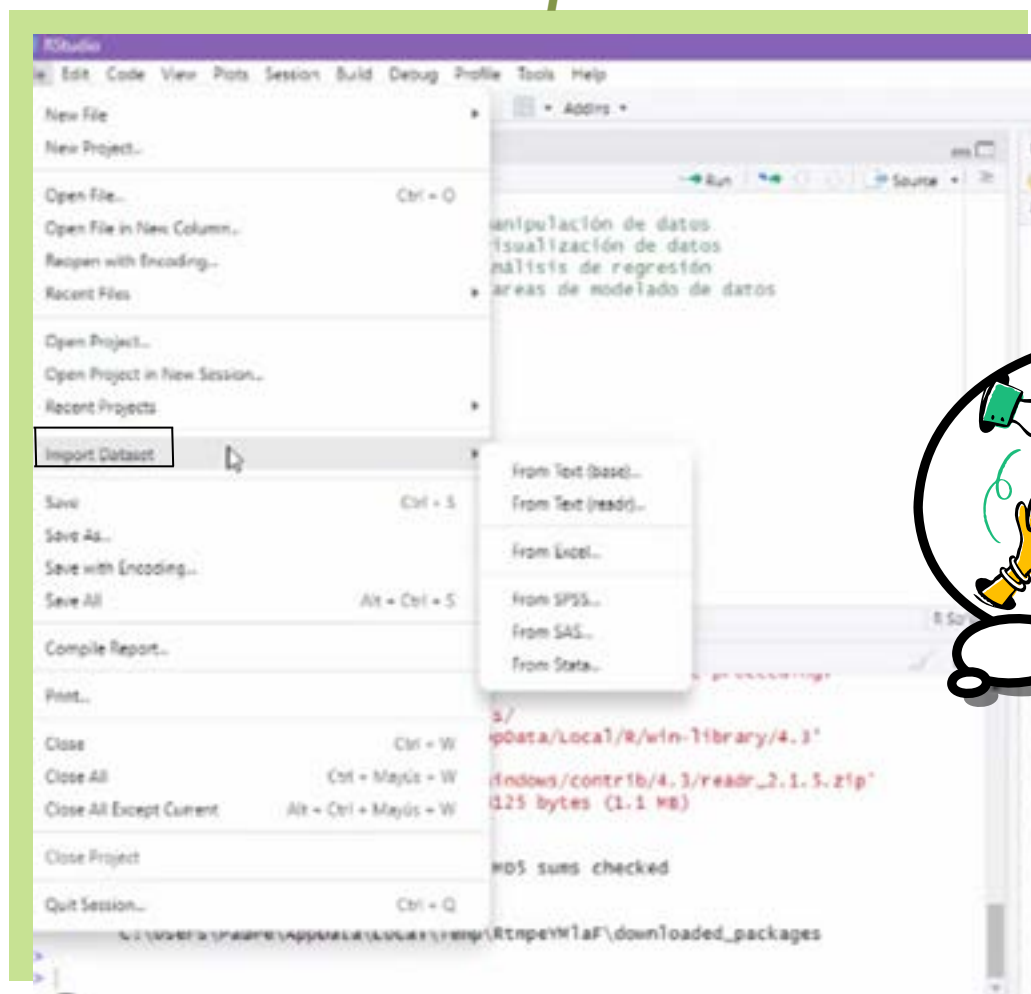 RStudio
Edit Code View Plots Session Build Debug Profile Tools Help
Addins
New File
New Project...
Run Source
Open File... Ctrl + O
anipulación de datos
Open File in New Column...
isualización de datos
Reopen with Encoding...
nálisis de regresión
Recent Files
areas de modelado de datos
Open Project...
Open Project in New Session...
Recent Projects
Import Dataset
From Text (base)...
From Text (readr)...
From Excel...
From SPSS...
From SAS...
From Stata...
Save Ctrl + S
Save As...
Save with Encoding...
Save All Alt + Ctrl + S
Compile Report...
Print...
s/
Close Ctrl + W
pData/Local/R/win-library/4.3'
Close All Ctrl + Mayús + W
indows/contrib/4.3/readr_2.1.5.zip'
Close All Except Current Alt + Ctrl + Mayús + W
125 bytes (1.1 MB)
Close Project
MD5 sums checked
Quit Session... Ctrl + Q
downloaded_packages
>
>